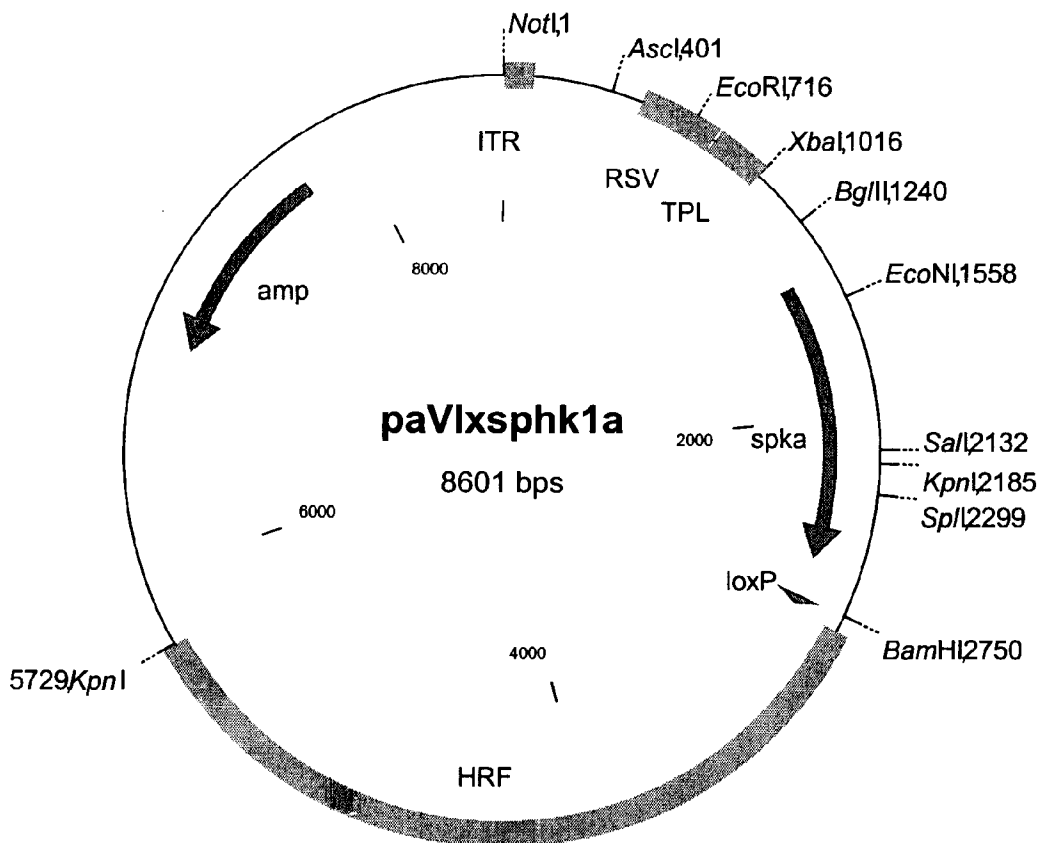 NotI,1
AscI,401
EcoRI,716
XbaI,1016
BglII,1240
EcoNI,1558
SalI,2132
KpnI,2185
SplI,2299
BamHI,2750
5729,KpnI
ITR
RSV
TPL
8000
amp
paVlxsphk1a
8601 bps
2000
spka
6000
loxP
4000
HRF